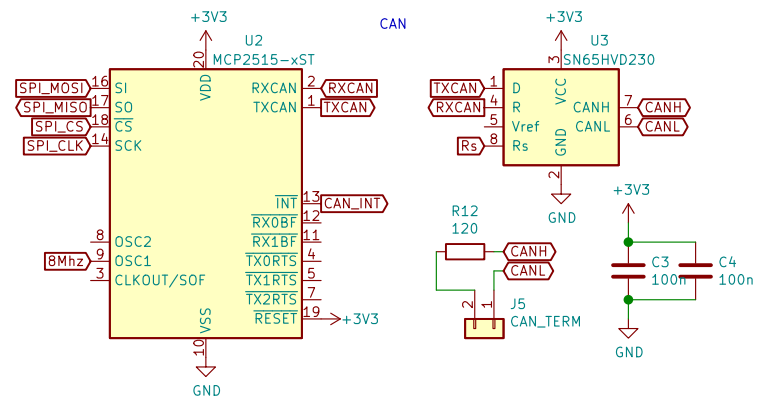 CAN
+3V3
U2
MCP2515-xST
20
VDD
SPI_MOSI 16 SI
SPI_MISO 17 SO
SPI_CS 18 CS
SPI_CLK 14 SCK
8 OSC2
8Mhz 9 OSC1
3 CLKOUT/SOF
RXCAN 2 RXCAN
TXCAN 1 TXCAN
INT 13 CAN_INT
RX0BF 12
RX1BF 11
TX0RTS 4
TX1RTS 5
TX2RTS 7
RESET 19 +3V3
VSS
10
GND
+3V3
U3
SN65HVD230
3
VCC
TXCAN 1 D
RXCAN 4 R
5 Vref
Rs 8 Rs
CANH 7 CANH
CANL 6 CANL
GND
2
GND
R12
120
CANH
CANL
2 1
J5
CAN_TERM
+3V3
C3
100n
C4
100n
GND